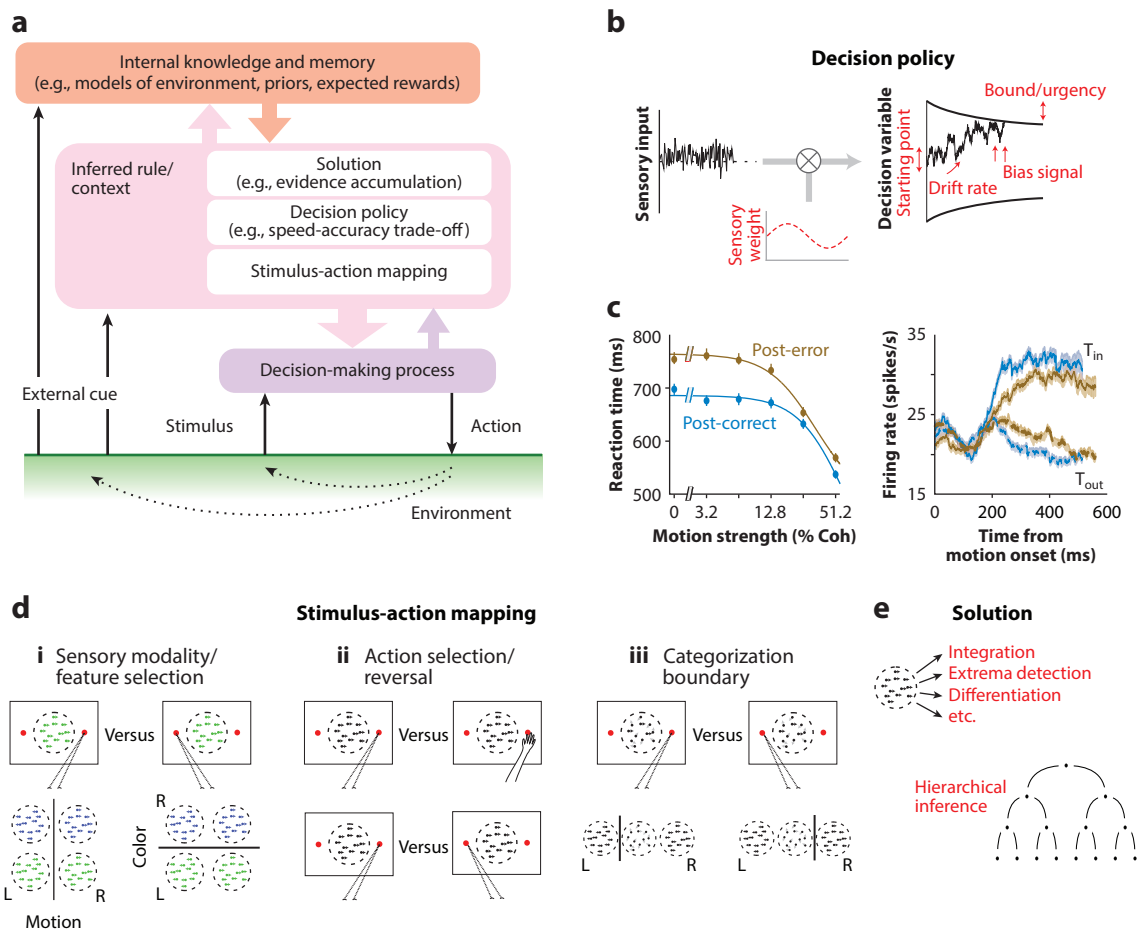 a
Internal knowledge and memory
(e.g., models of environment, priors, expected rewards)
Inferred rule/
context
Solution
(e.g., evidence accumulation)
Decision policy
(e.g., speed-accuracy trade-off)
Stimulus-action mapping
Decision-making process
External cue
Stimulus
Action
Environment
b
Decision policy
Sensory input
Sensory
weight
Decision variable
Starting point
Bound/urgency
Drift rate
Bias signal
c
Reaction time (ms)
800
700
600
500
Post-error
Post-correct
0
3.2
12.8
51.2
Motion strength (% Coh)
Firing rate (spikes/s)
35
25
15
Tin
Tout
0
200
400
600
Time from
motion onset (ms)
d
Stimulus-action mapping
i Sensory modality/
feature selection
Versus
R
Color
L
R
L
Motion
ii Action selection/
reversal
Versus
Versus
iii Categorization
boundary
Versus
L
R
L
R
e
Solution
Integration
Extrema detection
Differentiation
etc.
Hierarchical
inference